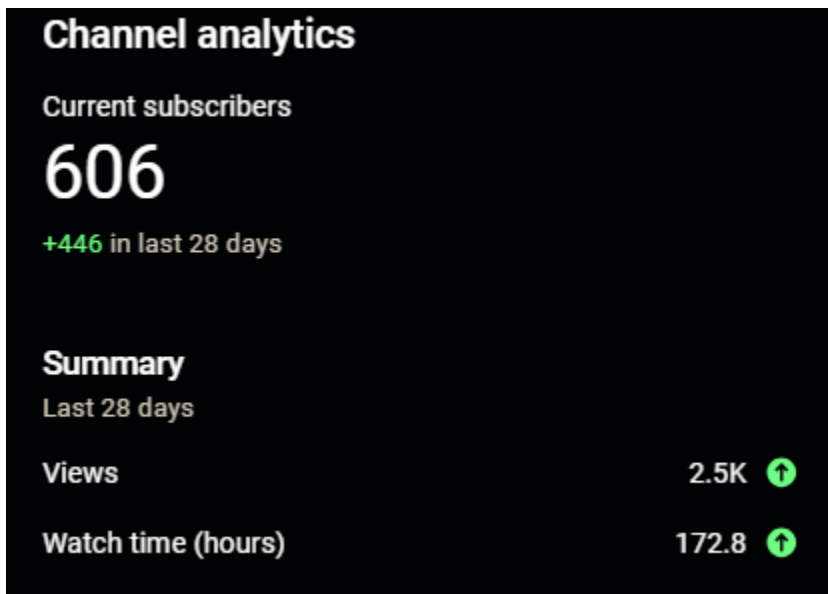 Channel analytics
Current subscribers
606
+446 in last 28 days
Summary
Last 28 days
Views 2.5K
Watch time (hours) 172.8